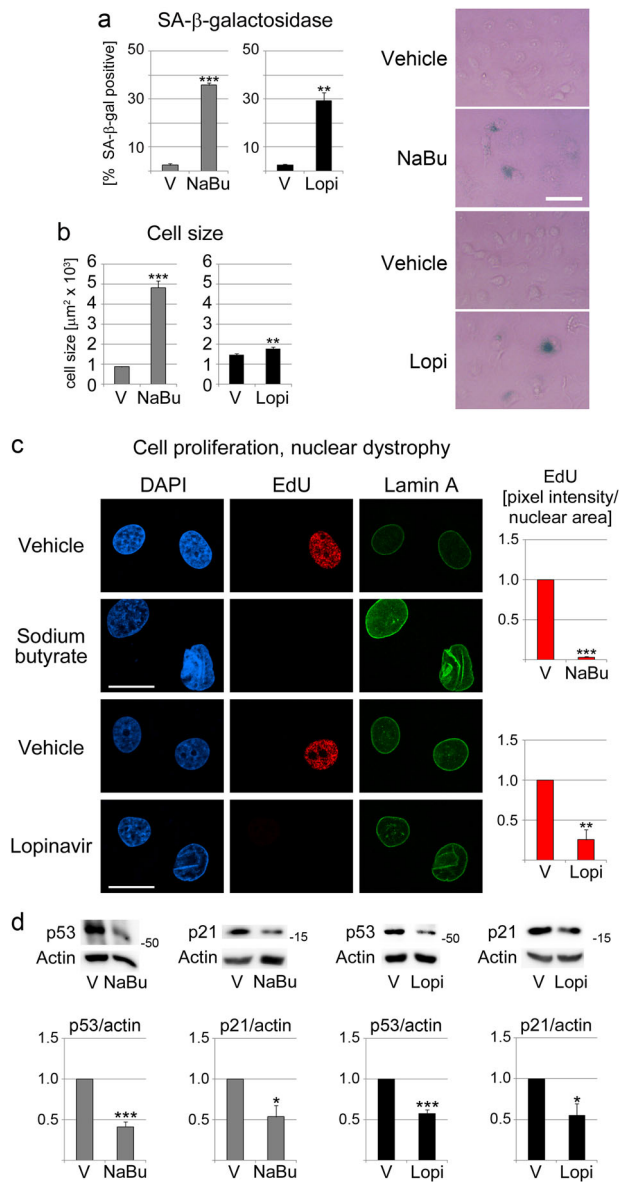 a SA-β-galactosidase
[% SA-β-gal positive]
50
30
10
***
V NaBu
50
30
10
**
V Lopi
Vehicle
NaBu
Vehicle
Lopi
b Cell size
cell size [µm² x 10³]
6
5
4
3
2
1
0
***
V NaBu
6
5
4
3
2
1
0
**
V Lopi
c Cell proliferation, nuclear dystrophy
DAPI EdU Lamin A
Vehicle
Sodium
butyrate
Vehicle
Lopinavir
EdU
[pixel intensity/
nuclear area]
1.5
1.0
0.5
***
V NaBu
1.5
1.0
0.5
**
V Lopi
d
p53 -50
Actin
V NaBu
p21 -15
Actin
V NaBu
p53 -50
Actin
V Lopi
p21 -15
Actin
V Lopi
p53/actin
1.5
1.0
0.5
***
V NaBu
p21/actin
1.5
1.0
0.5
*
V NaBu
p53/actin
1.5
1.0
0.5
***
V Lopi
p21/actin
1.5
1.0
0.5
*
V Lopi